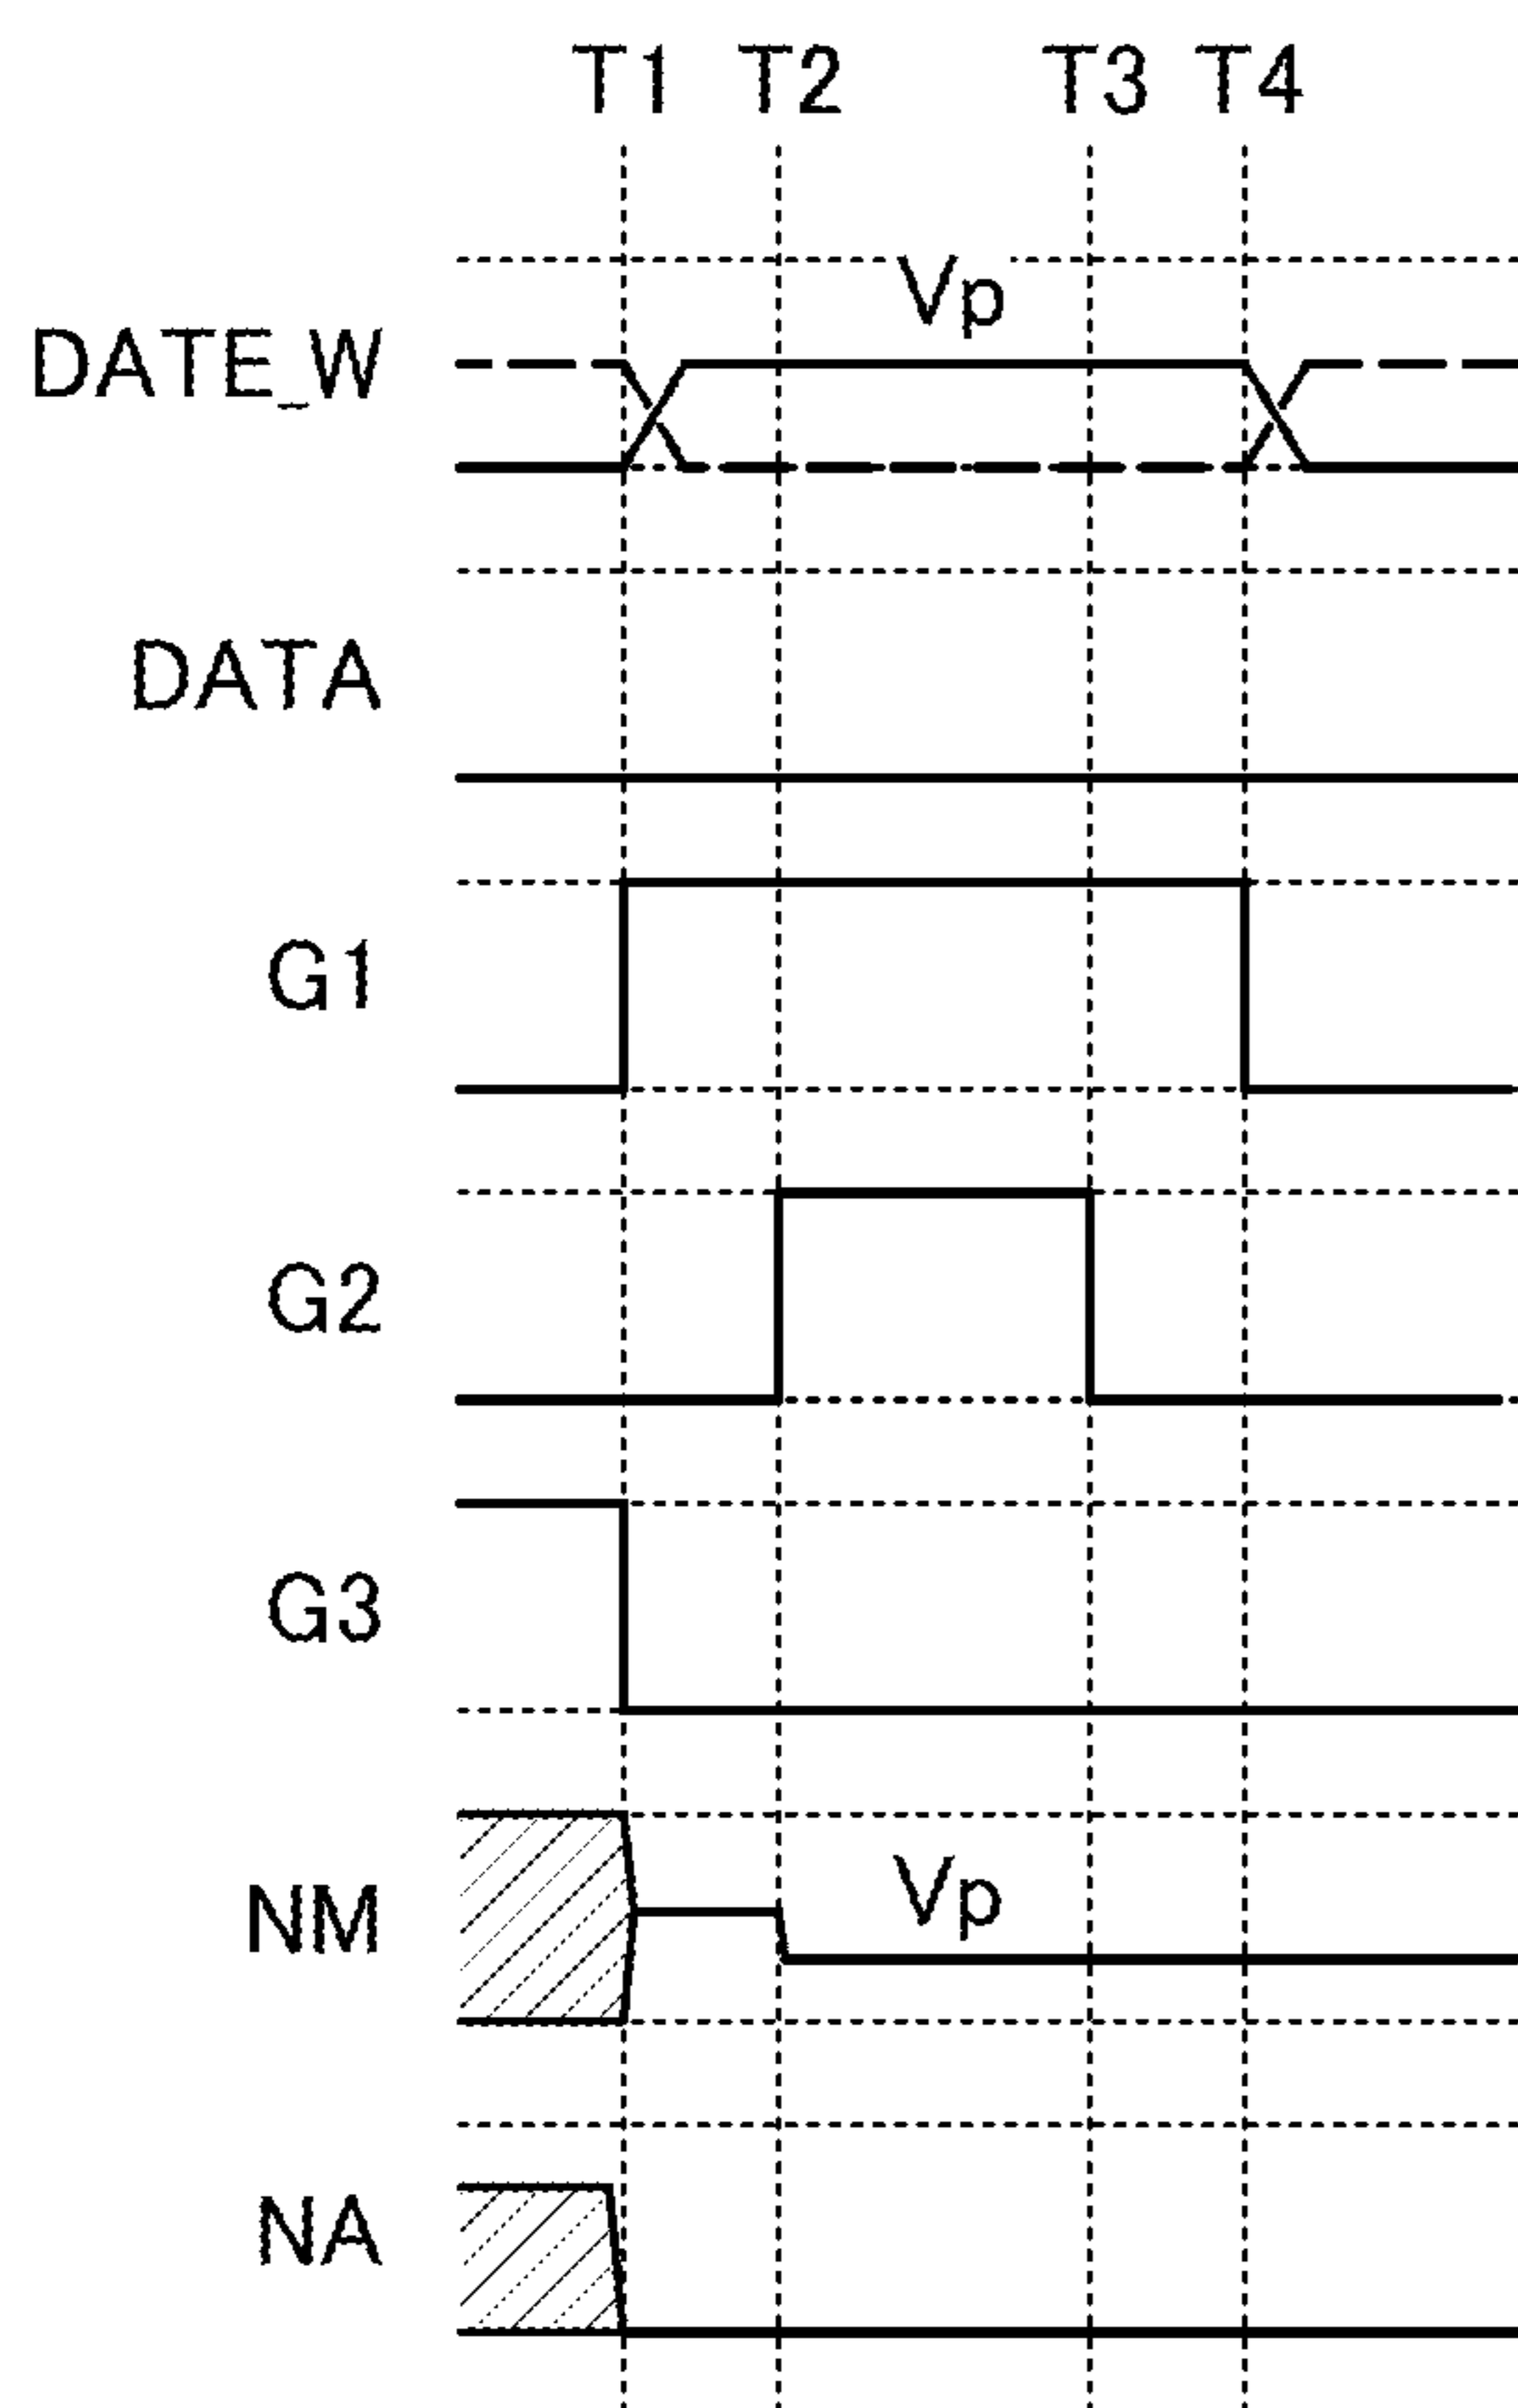 T1 T2 T3 T4
Vp
DATE_W
DATA
G1
G2
G3
NM
Vp
NA